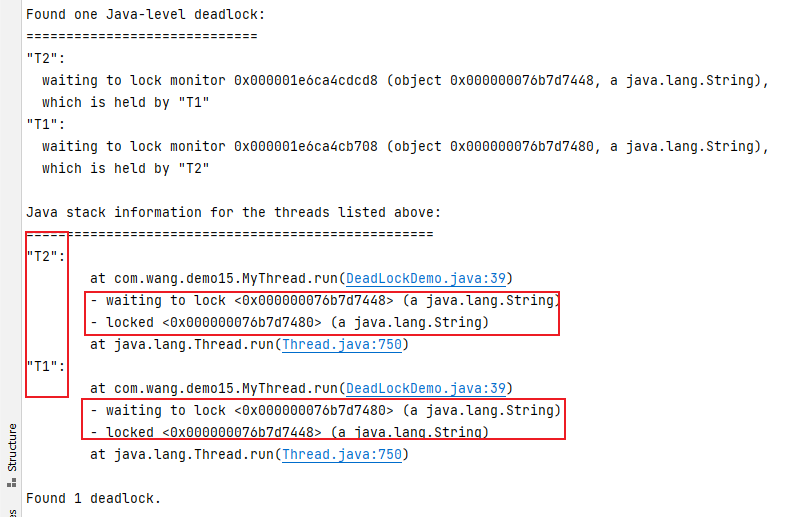 Found one Java-level deadlock:
=============================
"T2":
  waiting to lock monitor 0x000001e6ca4cdcd8 (object 0x000000076b7d7448, a java.lang.String),
  which is held by "T1"
"T1":
  waiting to lock monitor 0x000001e6ca4cb708 (object 0x000000076b7d7480, a java.lang.String),
  which is held by "T2"
Java stack information for the threads listed above:
===================================================
"T2":
        at com.wang.demo15.MyThread.run(DeadLockDemo.java:39)
        - waiting to lock <0x000000076b7d7448> (a java.lang.String)
        - locked <0x000000076b7d7480> (a java.lang.String)
        at java.lang.Thread.run(Thread.java:750)
"T1":
        at com.wang.demo15.MyThread.run(DeadLockDemo.java:39)
        - waiting to lock <0x000000076b7d7480> (a java.lang.String)
        - locked <0x000000076b7d7448> (a java.lang.String)
        at java.lang.Thread.run(Thread.java:750)
Found 1 deadlock.
Structure